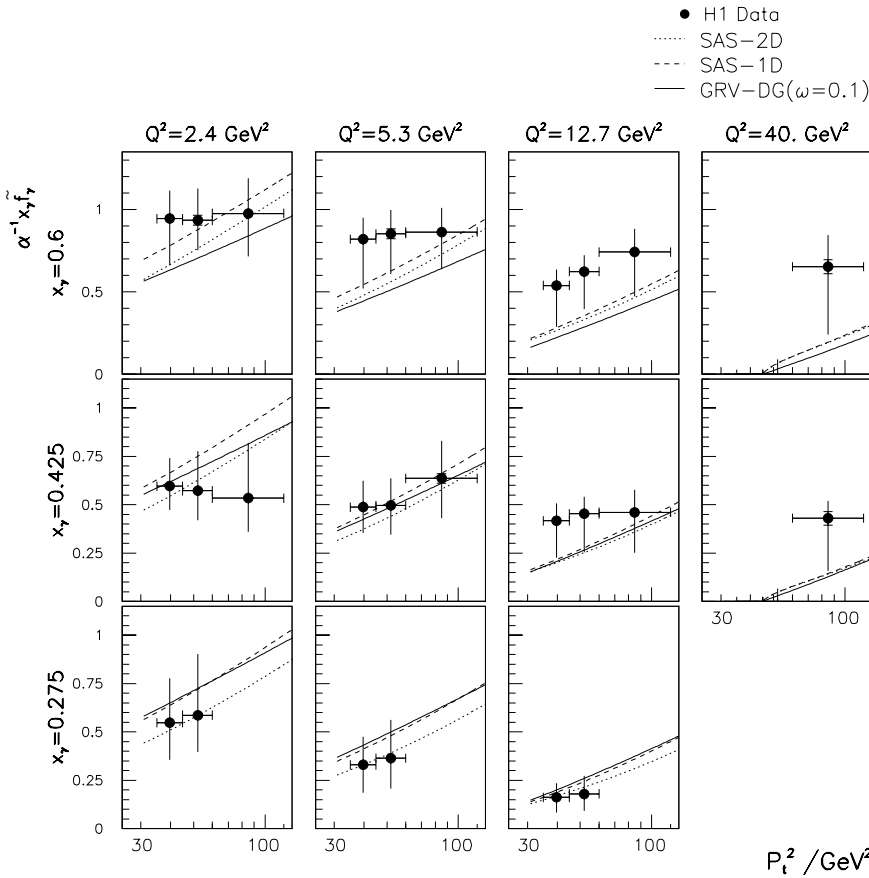 H1 Data
SAS-2D
SAS-1D
GRV-DG(ω=0.1)
Q²=2.4 GeV² Q²=5.3 GeV² Q²=12.7 GeV² Q²=40. GeV²
α⁻¹xᵧf̃ᵧ
xᵧ=0.6
1
0.5
0
xᵧ=0.425
1
0.75
0.5
0.25
0
30 100
xᵧ=0.275
1
0.75
0.5
0.25
0
30 100 30 100 30 100
Pₜ² /GeV²